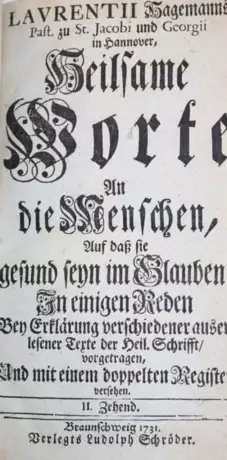 LAVRENTII Hagemanns
Past. zu St. Jacobi und Georgii
in Hannover,
Heilsame
Worte
An
die Menschen,
Auf daß sie
gesund seyn im Glauben
In einigen Reden
Bey Erklärung verschiedener auser
lesener Texte der Heil. Schrifft/
vorgetragen,
Und mit einem doppelten Registe
versehen.
II. Zehend.
Braunschweig 1731.
Verlegts Ludolph Schröder.